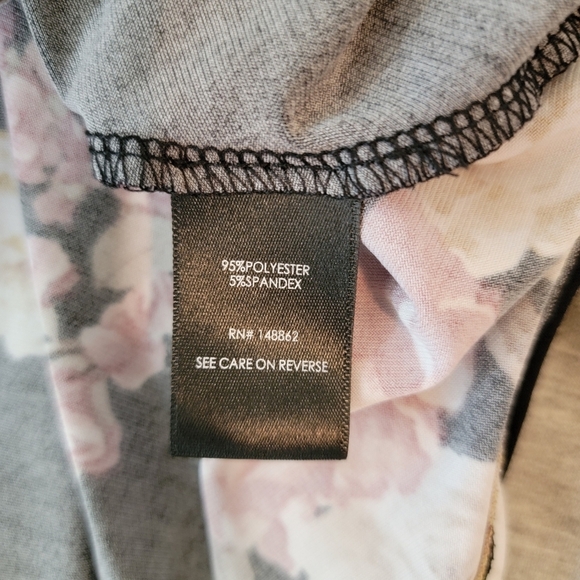 95%POLYESTER
5%SPANDEX
RN# 148862
SEE CARE ON REVERSE